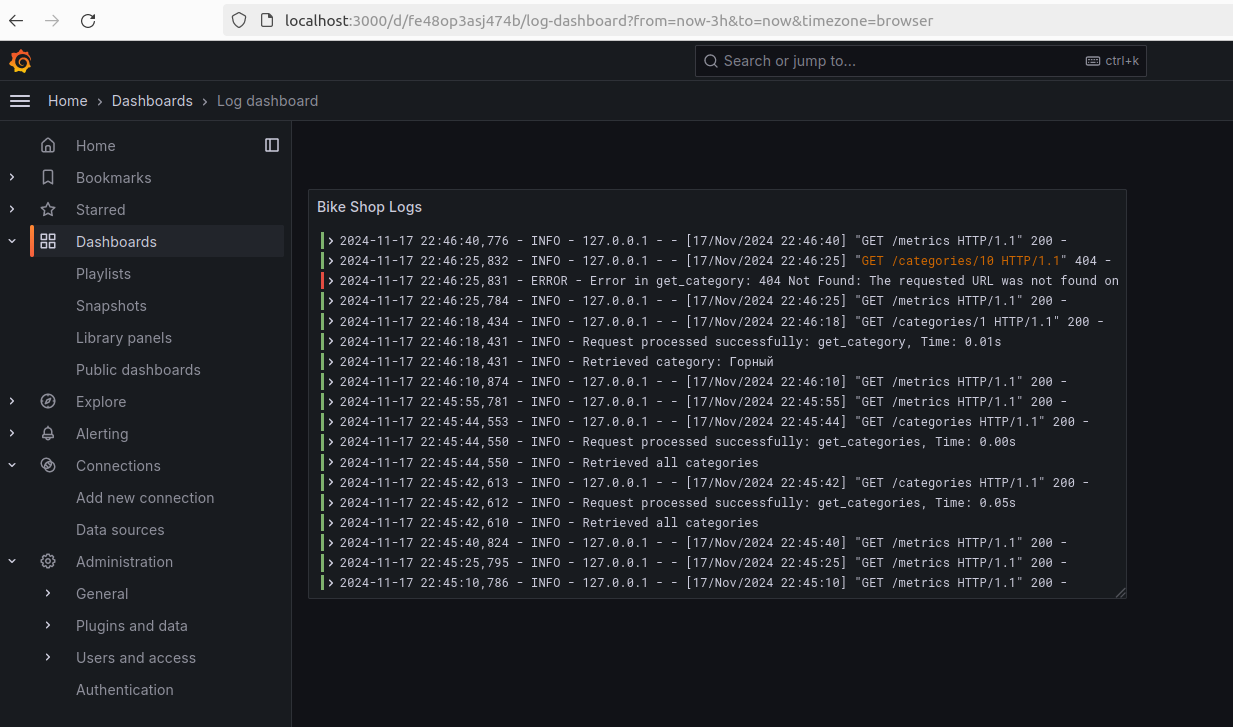 localhost:3000/d/fe48op3asj474b/log-dashboard?from=now-3h&to=now&timezone=browser
Search or jump to... ctrl+k
Home › Dashboards › Log dashboard
Home
Bookmarks
Starred
Dashboards
Playlists
Snapshots
Library panels
Public dashboards
Explore
Alerting
Connections
Add new connection
Data sources
Administration
General
Plugins and data
Users and access
Authentication
Bike Shop Logs
2024-11-17 22:46:40,776 - INFO - 127.0.0.1 - - [17/Nov/2024 22:46:40] "GET /metrics HTTP/1.1" 200 -
2024-11-17 22:46:25,832 - INFO - 127.0.0.1 - - [17/Nov/2024 22:46:25] "GET /categories/10 HTTP/1.1" 404 -
2024-11-17 22:46:25,831 - ERROR - Error in get_category: 404 Not Found: The requested URL was not found on
2024-11-17 22:46:25,784 - INFO - 127.0.0.1 - - [17/Nov/2024 22:46:25] "GET /metrics HTTP/1.1" 200 -
2024-11-17 22:46:18,434 - INFO - 127.0.0.1 - - [17/Nov/2024 22:46:18] "GET /categories/1 HTTP/1.1" 200 -
2024-11-17 22:46:18,431 - INFO - Request processed successfully: get_category, Time: 0.01s
2024-11-17 22:46:18,431 - INFO - Retrieved category: Горный
2024-11-17 22:46:10,874 - INFO - 127.0.0.1 - - [17/Nov/2024 22:46:10] "GET /metrics HTTP/1.1" 200 -
2024-11-17 22:45:55,781 - INFO - 127.0.0.1 - - [17/Nov/2024 22:45:55] "GET /metrics HTTP/1.1" 200 -
2024-11-17 22:45:44,553 - INFO - 127.0.0.1 - - [17/Nov/2024 22:45:44] "GET /categories HTTP/1.1" 200 -
2024-11-17 22:45:44,550 - INFO - Request processed successfully: get_categories, Time: 0.00s
2024-11-17 22:45:44,550 - INFO - Retrieved all categories
2024-11-17 22:45:42,613 - INFO - 127.0.0.1 - - [17/Nov/2024 22:45:42] "GET /categories HTTP/1.1" 200 -
2024-11-17 22:45:42,612 - INFO - Request processed successfully: get_categories, Time: 0.05s
2024-11-17 22:45:42,610 - INFO - Retrieved all categories
2024-11-17 22:45:40,824 - INFO - 127.0.0.1 - - [17/Nov/2024 22:45:40] "GET /metrics HTTP/1.1" 200 -
2024-11-17 22:45:25,795 - INFO - 127.0.0.1 - - [17/Nov/2024 22:45:25] "GET /metrics HTTP/1.1" 200 -
2024-11-17 22:45:10,786 - INFO - 127.0.0.1 - - [17/Nov/2024 22:45:10] "GET /metrics HTTP/1.1" 200 -